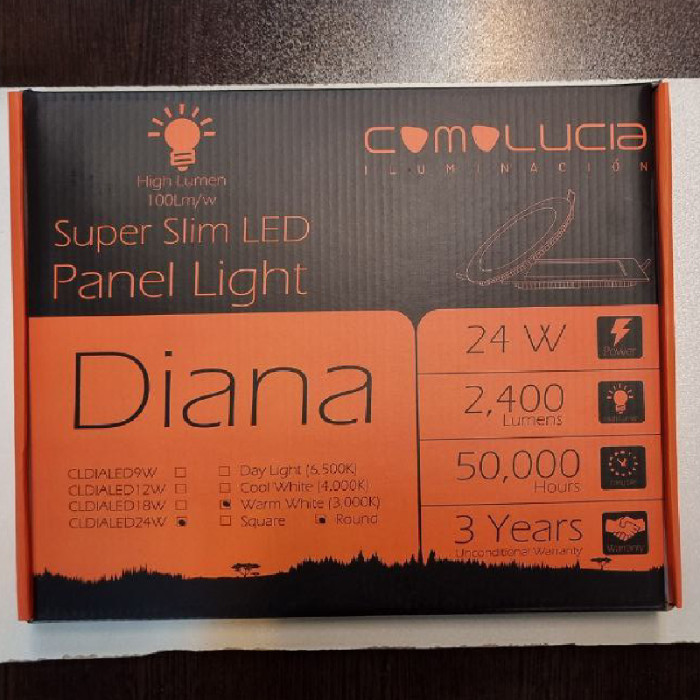 High Lumen
100Lm/w
Super Slim LED
Panel Light
COMOLUCIA
ILUMINACIÓN
Diana
CLDIALED9W
CLDIALED12W
CLDIALED18W
CLDIALED24W
Day Light (6.500K)
Cool White (4.000K)
Warm White (3,000K)
Square Round
24 W
Power
2,400
Lumens
50,000
Hours
3 Years
Unconditional Warranty
Warranty